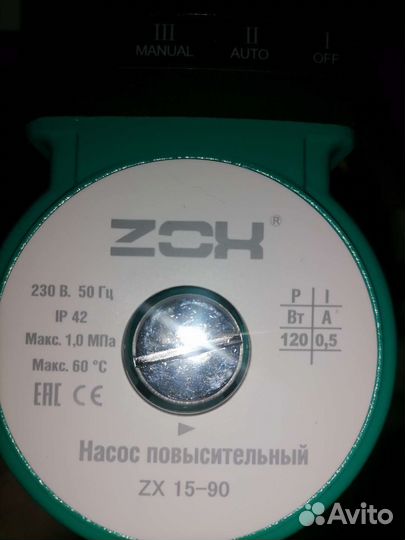 III II I
MANUAL AUTO OFF
ZOX®
230 В. 50 Гц
IP 42
Макс. 1,0 МПа
Макс. 60 °C
P I
Вт A
120 0,5
EAC CE
Насос повысительный
ZX 15-90
Avito